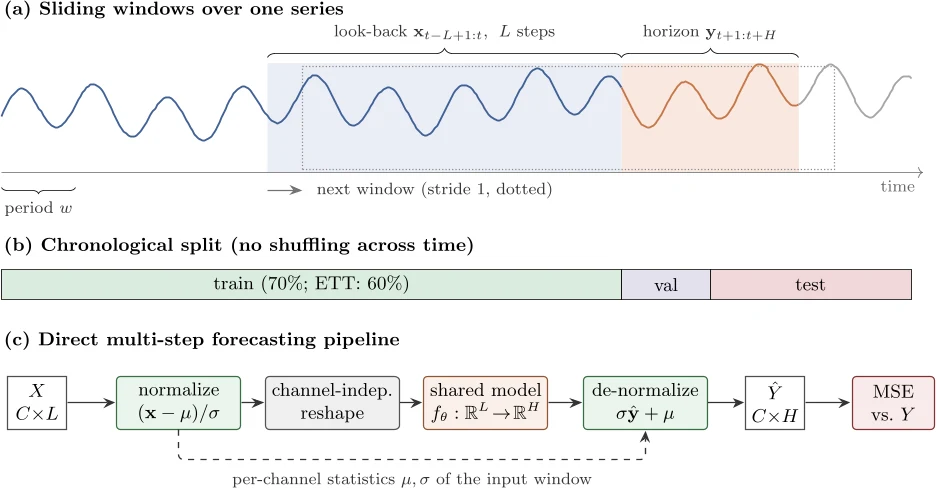 (a) Sliding windows over one series
look-back x_{t−L+1:t}, L steps
horizon y_{t+1:t+H}
next window (stride 1, dotted)
time
period w
(b) Chronological split (no shuffling across time)
train (70%; ETT: 60%)
val
test
(c) Direct multi-step forecasting pipeline
X
C×L
normalize
(x − μ)/σ
channel-indep.
reshape
shared model
f_θ : ℝ^L → ℝ^H
de-normalize
σŷ + μ
Ŷ
C×H
MSE
vs. Y
per-channel statistics μ, σ of the input window